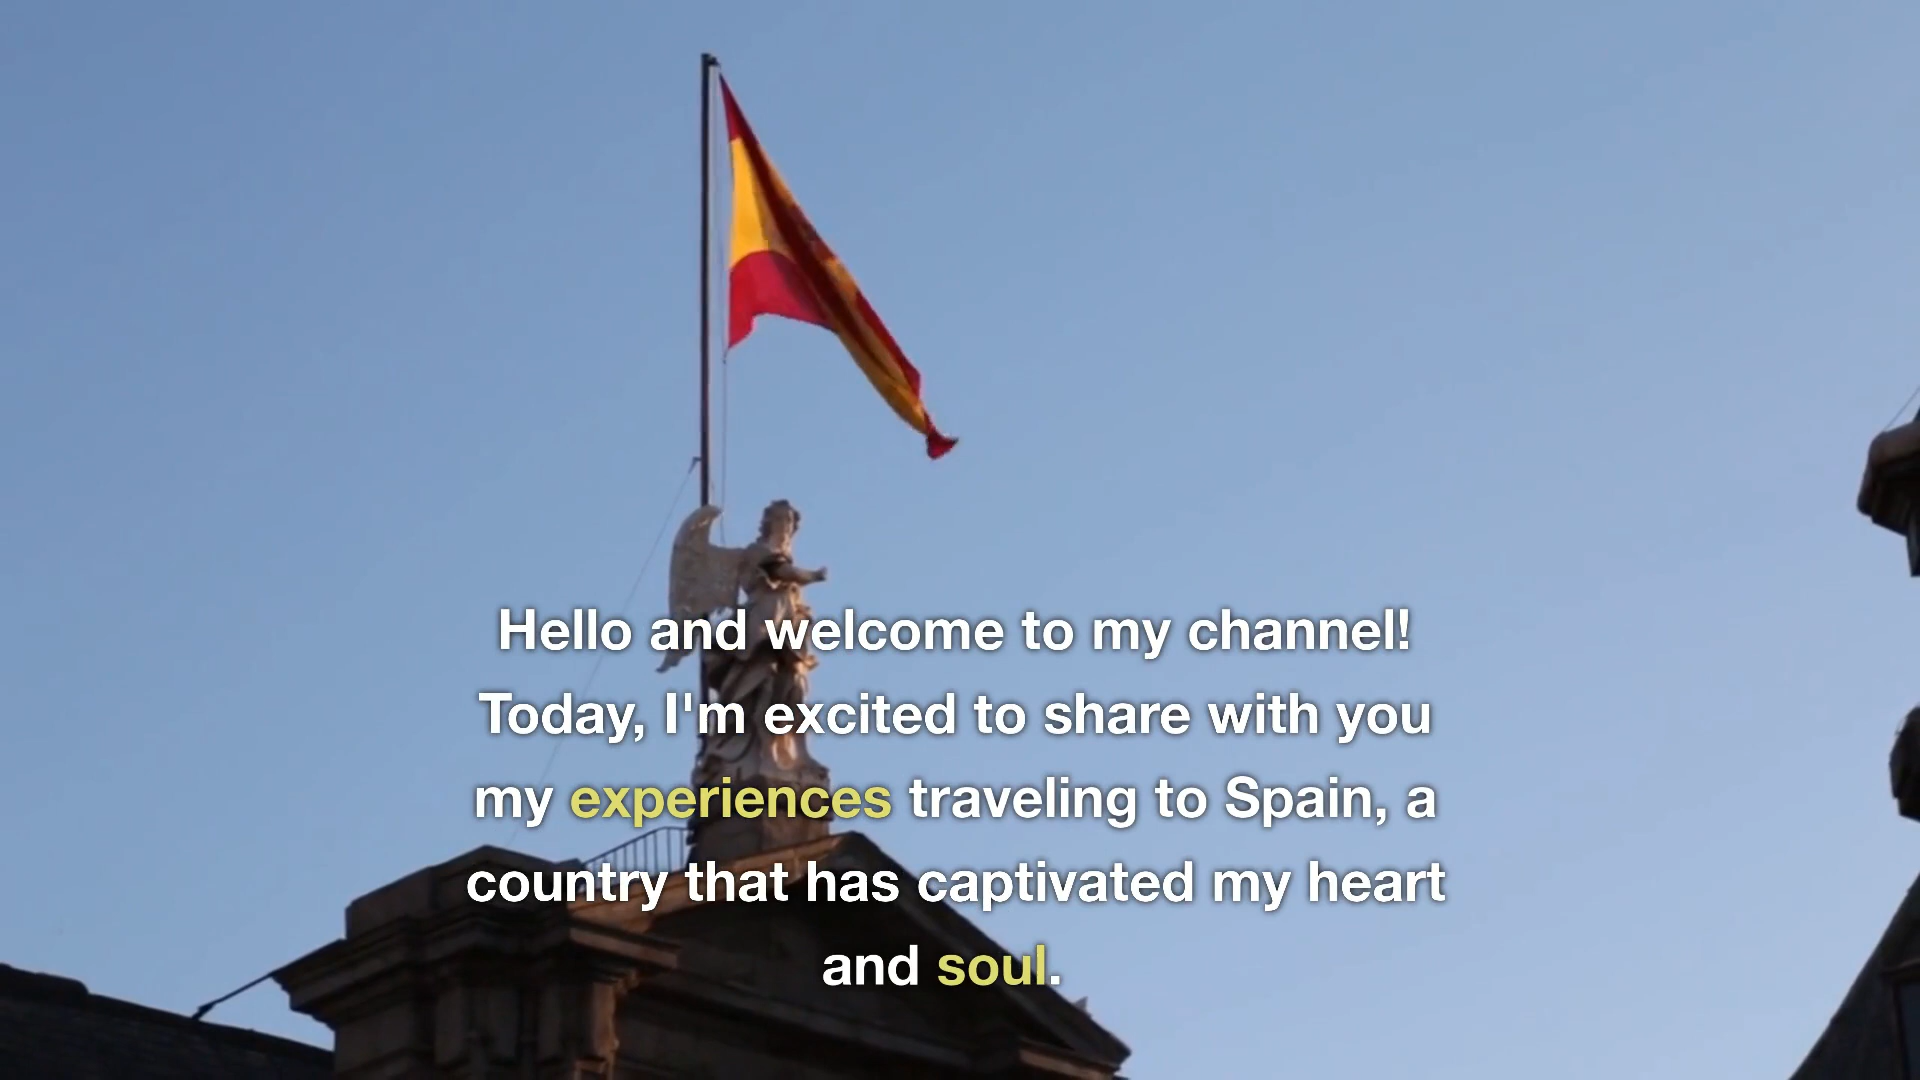 Hello and welcome to my channel!
Today, I'm excited to share with you
my experiences traveling to Spain, a
country that has captivated my heart
and soul.